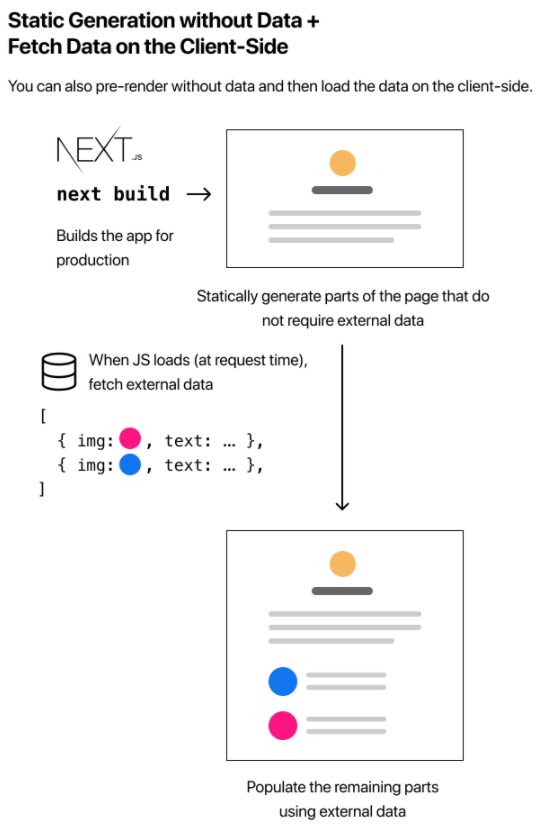 Static Generation without Data +
Fetch Data on the Client-Side
You can also pre-render without data and then load the data on the client-side.
NEXT.JS
next build
Builds the app for
production
Statically generate parts of the page that do
not require external data
When JS loads (at request time),
fetch external data
[
{ img: , text: … },
{ img: , text: … },
]
Populate the remaining parts
using external data